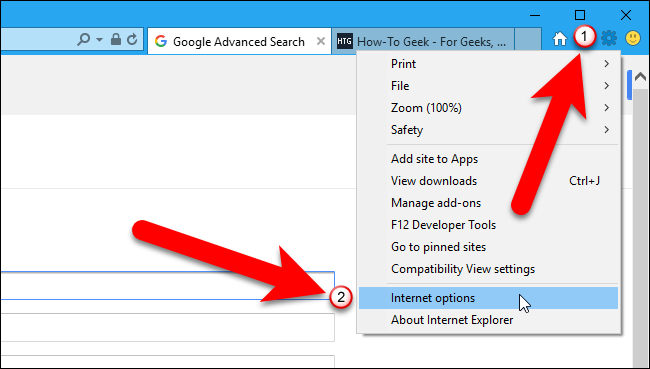 Google Advanced Search
HTG How-To Geek - For Geeks, ...
1
Print
File
Zoom (100%)
Safety
Add site to Apps
View downloads Ctrl+J
Manage add-ons
F12 Developer Tools
Go to pinned sites
Compatibility View settings
2 Internet options
About Internet Explorer